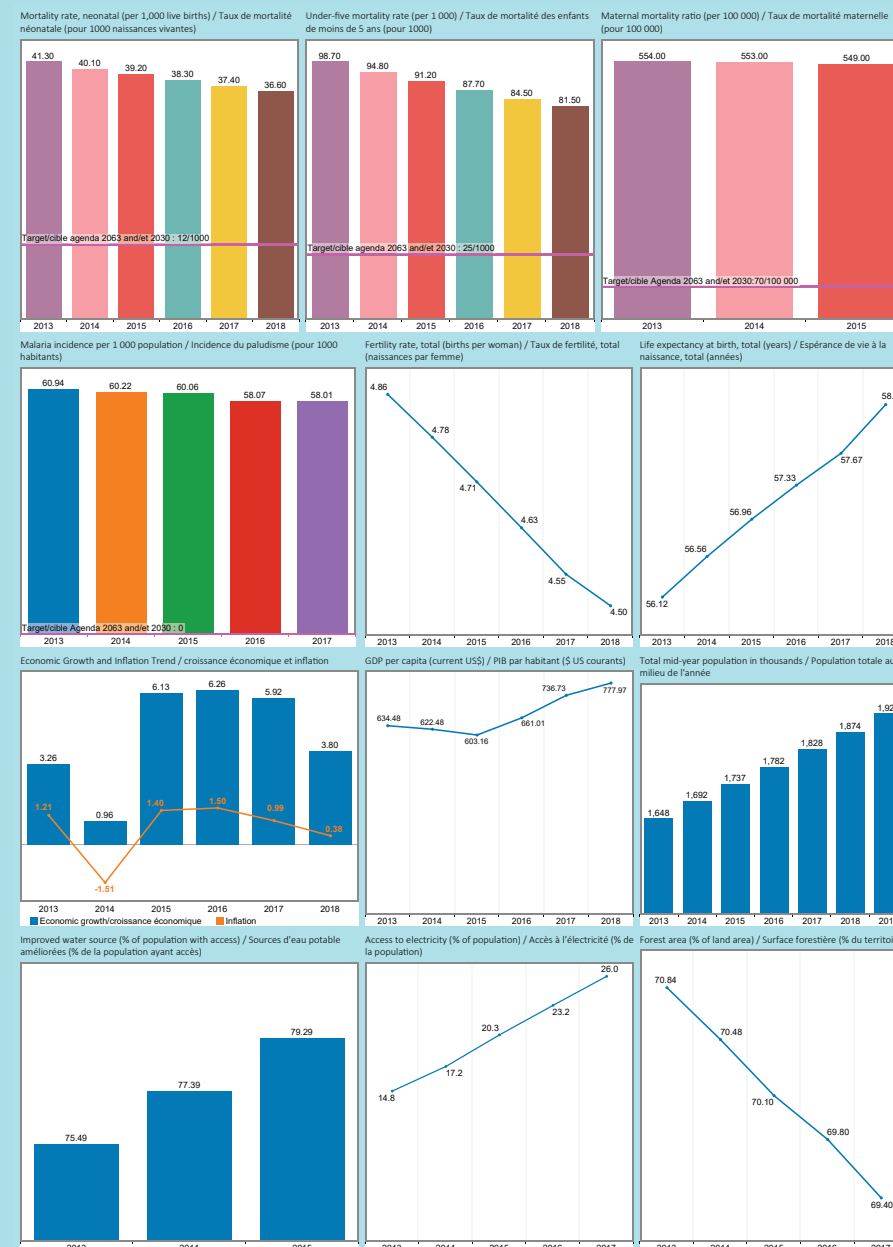 Mortality rate, neonatal (per 1,000 live births) / Taux de mortalité
néonatale (pour 1000 naissances vivantes)
41.30
40.10
39.20
38.30
37.40
36.60
Target/cible agenda 2063 and/et 2030 : 12/1000
2013 2014 2015 2016 2017 2018
Under-five mortality rate (per 1 000) / Taux de mortalité des enfants
de moins de 5 ans (pour 1000)
98.70
94.80
91.20
87.70
84.50
81.50
Target/cible agenda 2063 and/et 2030 : 25/1000
2013 2014 2015 2016 2017 2018
Maternal mortality ratio (per 100 000) / Taux de mortalité maternelle
(pour 100 000)
554.00
553.00
549.00
Target/cible Agenda 2063 and/et 2030:70/100 000
2013 2014 2015
Malaria incidence per 1 000 population / Incidence du paludisme (pour 1000
habitants)
60.94
60.22
60.06
58.07
58.01
Target/cible Agenda 2063 and/et 2030 : 0
2013 2014 2015 2016 2017
Fertility rate, total (births per woman) / Taux de fertilité, total
(naissances par femme)
4.86
4.78
4.71
4.63
4.55
4.50
2013 2014 2015 2016 2017 2018
Life expectancy at birth, total (years) / Espérance de vie à la
naissance, total (années)
56.12
56.56
56.96
57.33
57.67
58.
2013 2014 2015 2016 2017 2018
Economic Growth and Inflation Trend / croissance économique et inflation
3.26
0.96
6.13
6.26
5.92
3.80
1.21
-1.51
1.40
1.50
0.99
0.38
2013 2014 2015 2016 2017 2018
Economic growth/croissance économique Inflation
GDP per capita (current US$) / PIB par habitant ($ US courants)
634.48
622.48
603.16
661.01
736.73
777.97
2013 2014 2015 2016 2017 2018
Total mid-year population in thousands / Population totale au
milieu de l'année
1,648
1,692
1,737
1,782
1,828
1,874
1,92
2013 2014 2015 2016 2017 2018 201
Improved water source (% of population with access) / Sources d'eau potable
améliorées (% de la population ayant accès)
75.49
77.39
79.29
2013 2014 2015
Access to electricity (% of population) / Accès à l'électricité (% de
la population)
14.8
17.2
20.3
23.2
26.0
2013 2014 2015 2016 2017
Forest area (% of land area) / Surface forestière (% du territoi
70.84
70.48
70.10
69.80
69.40
2013 2014 2015 2016 2017